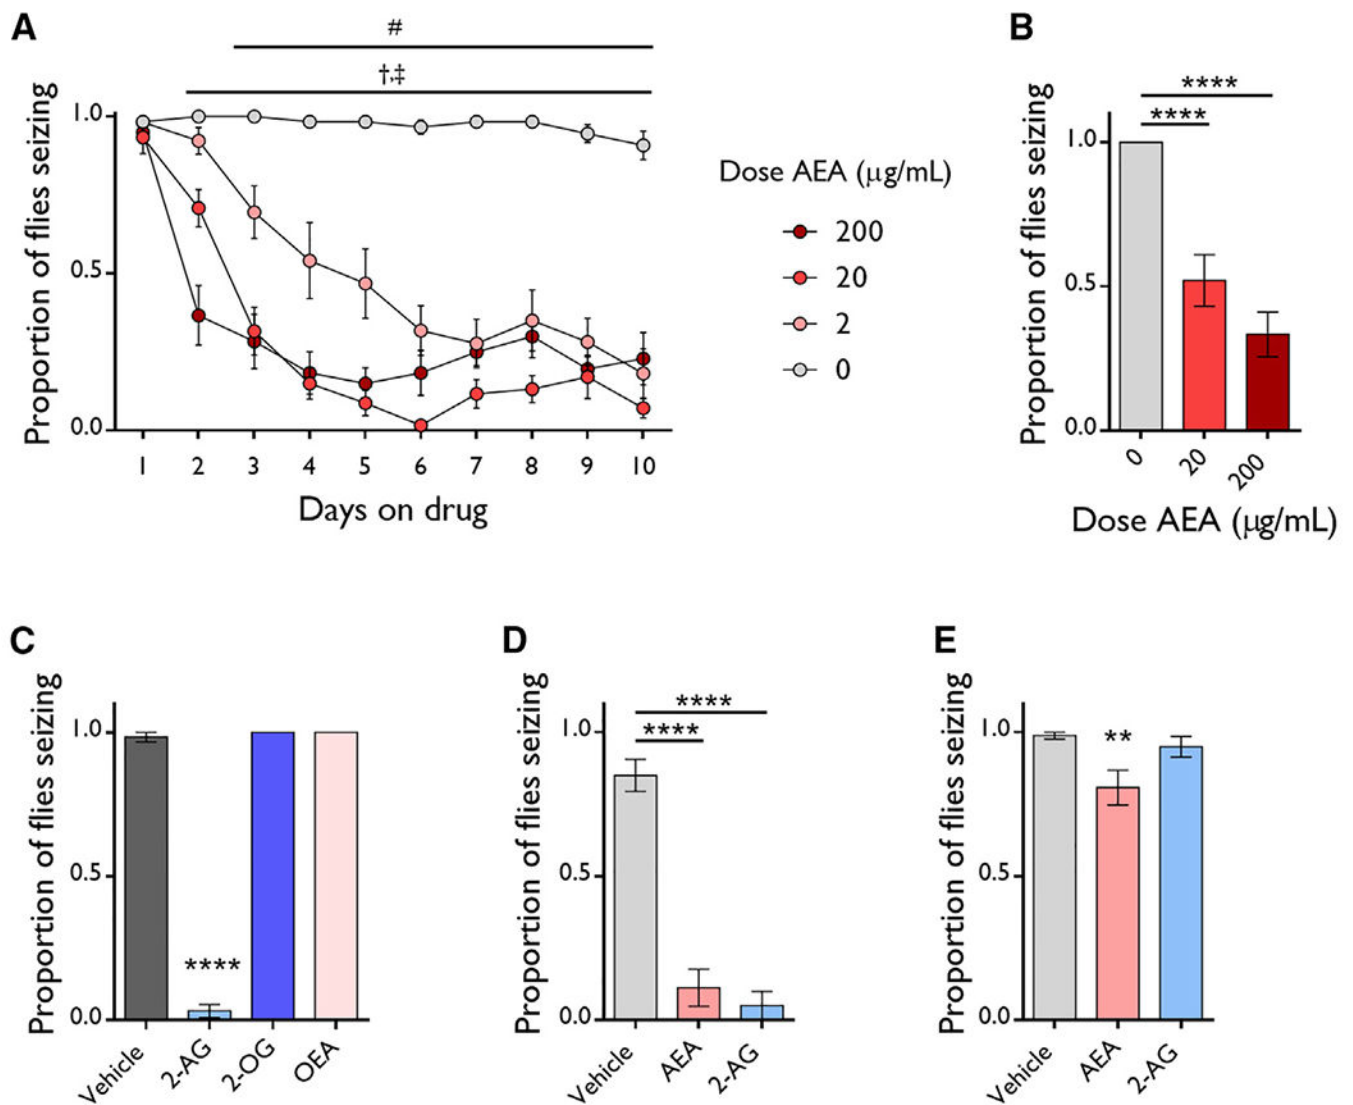 A
#
†,‡
Proportion of flies seizing
1.0
0.5
0.0
1 2 3 4 5 6 7 8 9 10
Days on drug
Dose AEA (µg/mL)
200
20
2
0
B
****
****
Proportion of flies seizing
1.0
0.5
0.0
0 20 200
Dose AEA (µg/mL)
C
Proportion of flies seizing
1.0
0.5
0.0
****
Vehicle 2-AG 2-OG OEA
D
Proportion of flies seizing
1.0
0.5
0.0
****
****
Vehicle AEA 2-AG
E
Proportion of flies seizing
1.0
0.5
0.0
**
Vehicle AEA 2-AG